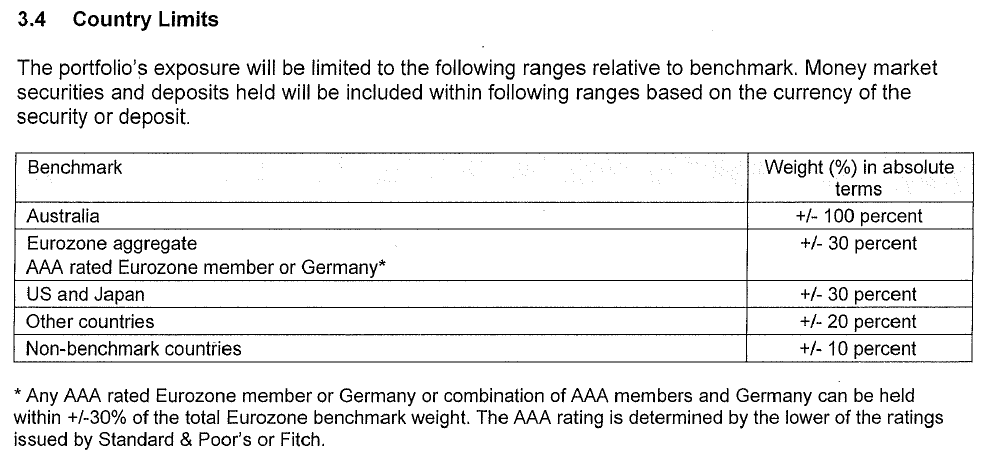 3.4 Country Limits
The portfolio's exposure will be limited to the following ranges relative to benchmark. Money market
securities and deposits held will be included within following ranges based on the currency of the
security or deposit.
Benchmark
Weight (%) in absolute
terms
Australia
+/- 100 percent
Eurozone aggregate
+/- 30 percent
AAA rated Eurozone member or Germany*
US and Japan
+/- 30 percent
Other countries
+/- 20 percent
Non-benchmark countries
+/- 10 percent
* Any AAA rated Eurozone member or Germany or combination of AAA members and Germany can be held
within +/-30% of the total Eurozone benchmark weight. The AAA rating is determined by the lower of the ratings
issued by Standard & Poor's or Fitch.